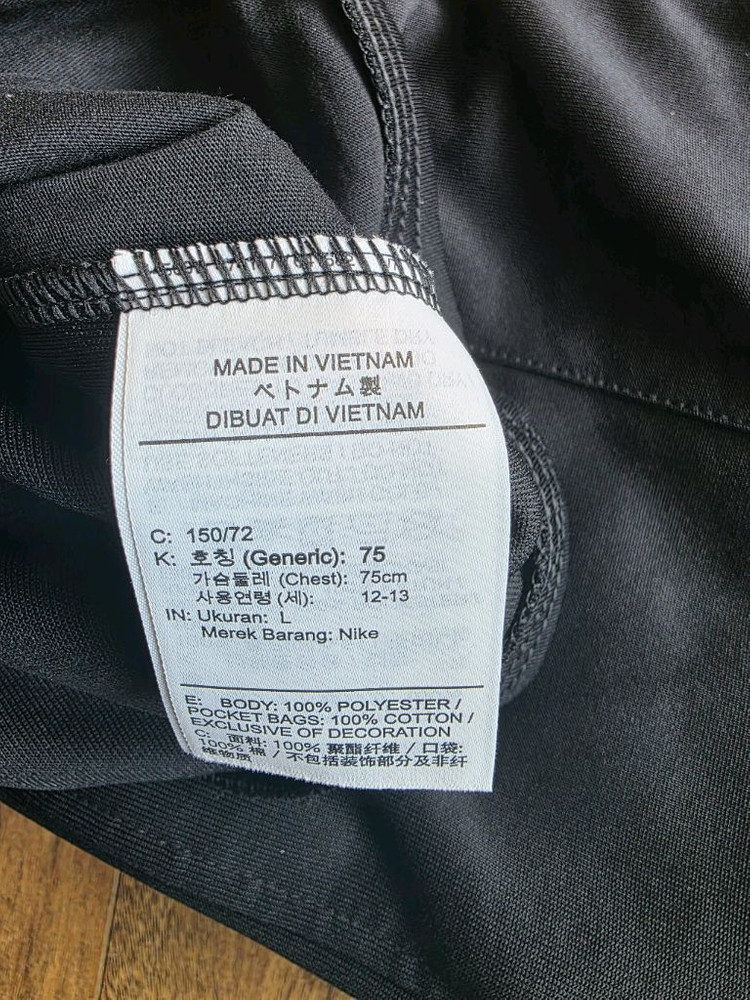 MADE IN VIETNAM
ベトナム製
DIBUAT DI VIETNAM
C: 150/72
K: 호칭 (Generic): 75
가슴둘레 (Chest): 75cm
사용연령 (세): 12-13
IN: Ukuran: L
Merek Barang: Nike
E: BODY: 100% POLYESTER /
POCKET BAGS: 100% COTTON /
EXCLUSIVE OF DECORATION
C: 面料: 100% 聚酯纤维 / 口袋:
100% 棉 / 不包括装饰部分及非纤
维物质